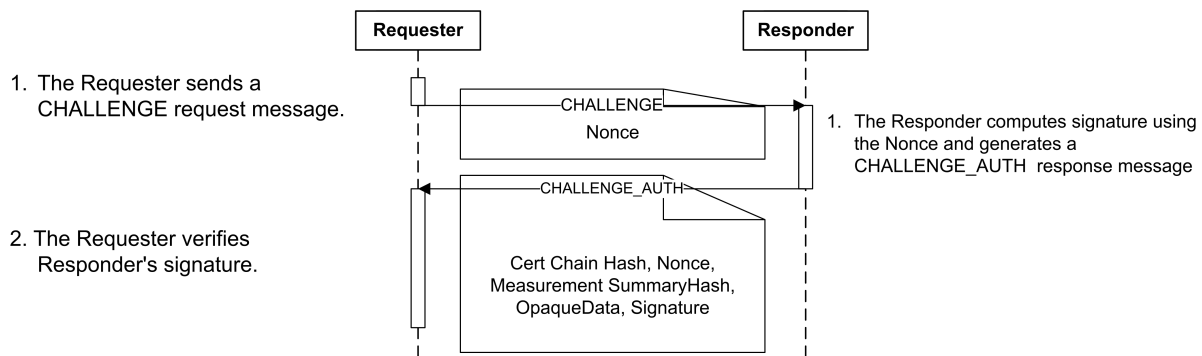 Requester
Responder
1. The Requester sends a
CHALLENGE request message.
CHALLENGE
Nonce
1. The Responder computes signature using
the Nonce and generates a
CHALLENGE_AUTH response message
CHALLENGE_AUTH
2. The Requester verifies
Responder's signature.
Cert Chain Hash, Nonce,
Measurement SummaryHash,
OpaqueData, Signature